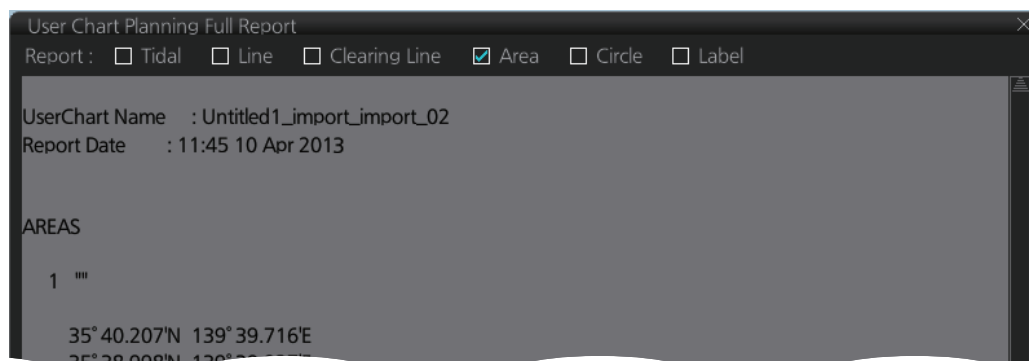 User Chart Planning Full Report
Report : Tidal Line Clearing Line Area Circle Label
UserChart Name : Untitled1_import_import_02
Report Date : 11:45 10 Apr 2013
AREAS
1 ""
35°40.207'N 139°39.716'E